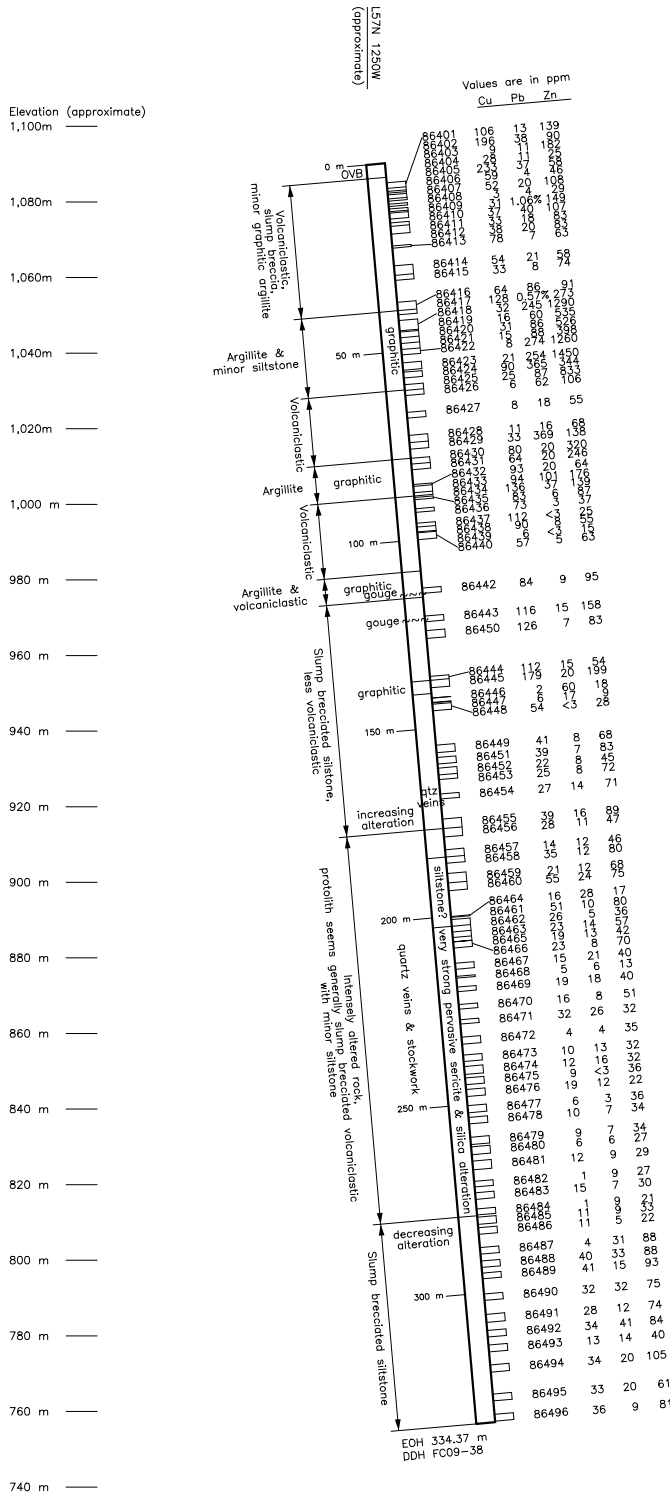 L57N 1250W
(approximate)
Values are in ppm
Cu Pb Zn
Elevation (approximate)
1,100m
1,080m
1,060m
1,040m
1,020m
1,000 m
980 m
960 m
940 m
920 m
900 m
880 m
860 m
840 m
820 m
800 m
780 m
760 m
740 m
0 m
OVB
50 m
100 m
150 m
200 m
250 m
300 m
Volcaniclastic,
slump breccia,
minor graphitic argillite
Argillite &
minor siltstone
graphitic
Volcaniclastic
Argillite
graphitic
Volcaniclastic
Argillite &
volcaniclastic
graphitic
gouge ~~~
gouge ~~~
Slump brecciated silstone,
less volcaniclastic
graphitic
qtz
veins
increasing
alteration
Intensely altered rock,
protolith seems generally slump brecciated volcaniclastic
with minor siltstone
quartz veins & stockwork
siltstone?
very strong pervasive sericite & silica alteration
decreasing
alteration
Slump brecciated siltstone
86401 106 13 139
86402 196 38 90
86403 9 11 182
86404 28 11 25
86405 233 37 58
86406 59 4 46
86407 52 20 108
86408 3 4 29
86409 31 1.06% 149
86410 37 40 107
86411 33 18 83
86412 38 20 83
86413 78 7 63
86414 54 21 58
86415 33 8 74
86416 64 86 91
86417 128 0.57% 273
86418 32 245 1290
86419 16 60 535
86420 31 86 526
86421 15 88 398
86422 8 274 1260
86423 21 254 1450
86424 90 365 344
86425 25 87 833
86426 6 62 106
86427 8 18 55
86428 11 16 68
86429 33 369 138
86430 80 20 320
86431 64 20 246
86432 93 20 64
86433 94 101 176
86434 136 37 139
86435 83 6 87
86436 73 3 37
86437 112 <3 25
86438 90 8 55
86439 6 <3 15
86440 57 5 63
86442 84 9 95
86443 116 15 158
86450 126 7 83
86444 112 15 54
86445 179 20 199
86446 2 60 18
86447 6 17 9
86448 54 <3 28
86449 41 8 68
86451 39 7 83
86452 22 8 45
86453 25 8 72
86454 27 14 71
86455 39 16 89
86456 28 11 47
86457 14 12 46
86458 35 12 80
86459 21 12 68
86460 55 24 75
86464 16 28 17
86461 51 10 80
86462 26 5 36
86463 23 14 57
86465 19 13 42
86466 23 8 70
86467 15 21 40
86468 5 6 13
86469 19 18 40
86470 16 8 51
86471 32 26 32
86472 4 4 35
86473 10 13 32
86474 12 16 32
86475 9 <3 36
86476 19 12 22
86477 6 3 36
86478 10 7 34
86479 9 7 34
86480 6 6 27
86481 12 9 29
86482 1 9 27
86483 15 7 30
86484 1 9 21
86485 11 9 33
86486 11 5 22
86487 4 31 88
86488 40 33 88
86489 41 15 93
86490 32 32 75
86491 28 12 74
86492 34 41 84
86493 13 14 40
86494 34 20 105
86495 33 20 61
86496 36 9 81
EOH 334.37 m
DDH FC09-38